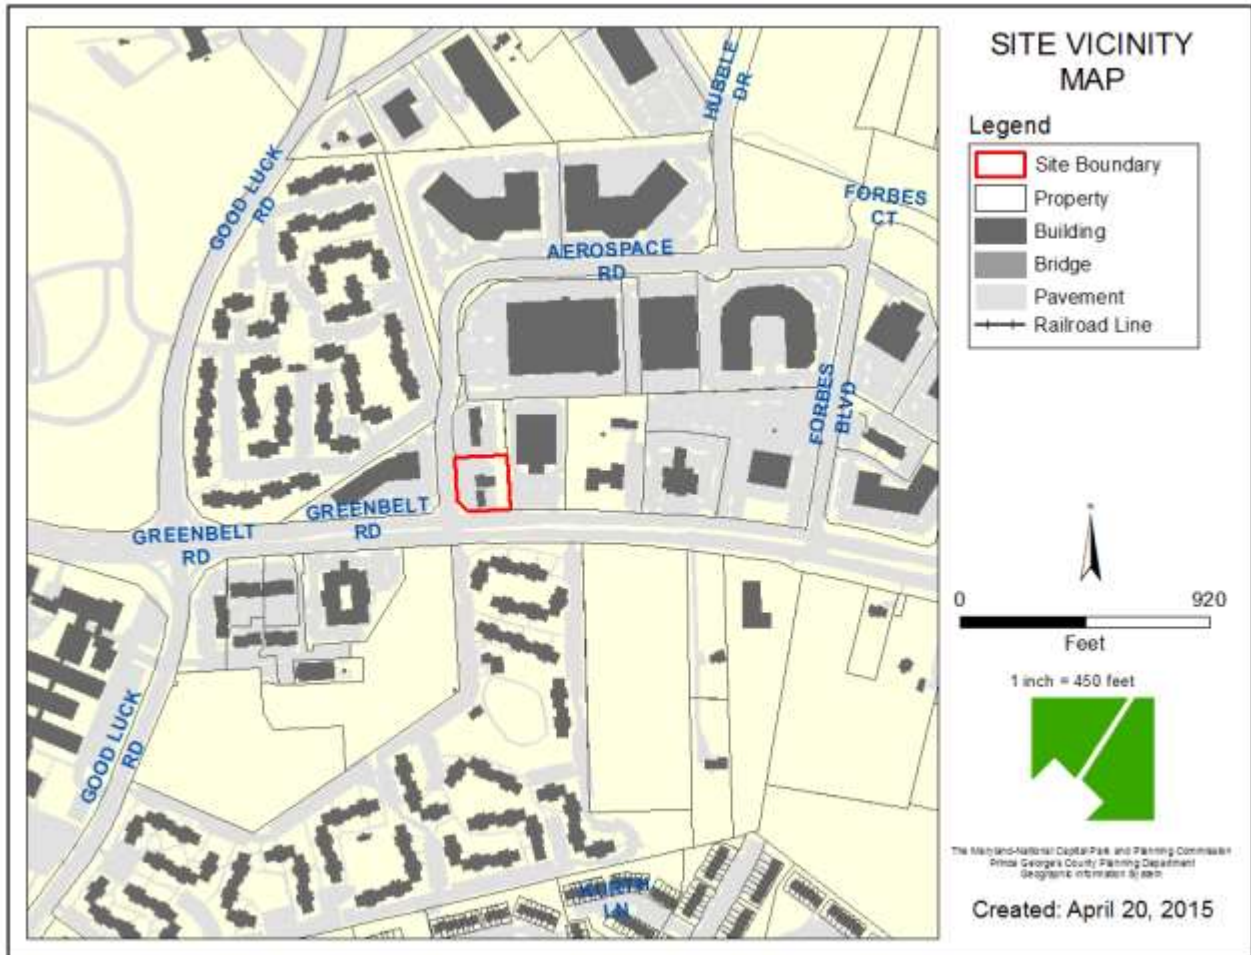 SITE VICINITY
MAP
Legend
Site Boundary
Property
Building
Bridge
Pavement
Railroad Line
HUBBLE
DR
GOOD LUCK
RD
FORBES
CT
AEROSPACE
RD
FORBES
BLVD
GREENBELT
RD
GREENBELT
RD
GOOD LUCK
RD
LN
0
920
Feet
1 inch = 450 feet
The Maryland-National Capital Park and Planning Commission
Prince George's County Planning Department
Geographic Information System
Created: April 20, 2015